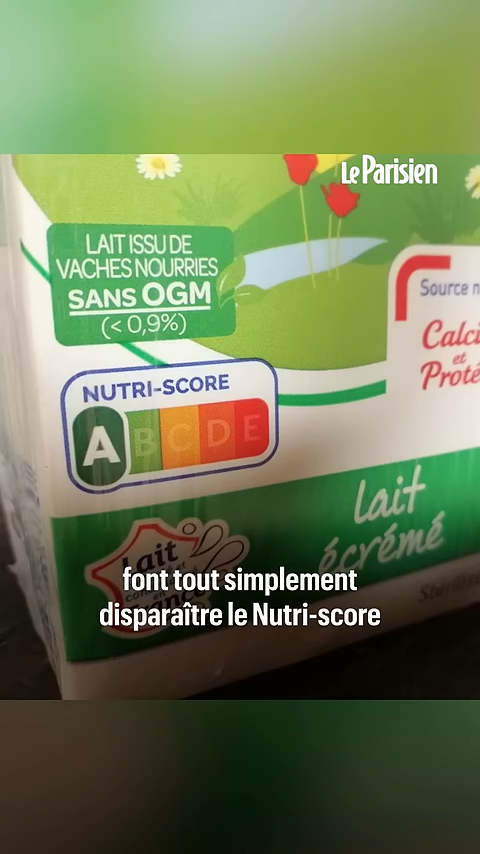 Le Parisien
LAIT ISSU DE
VACHES NOURRIES
SANS OGM
(< 0,9%)
Source n
Calci
et
Proté
NUTRI-SCORE
A B C D E
lait
écrémé
Lait
font tout simplement
disparaître le Nutri-score